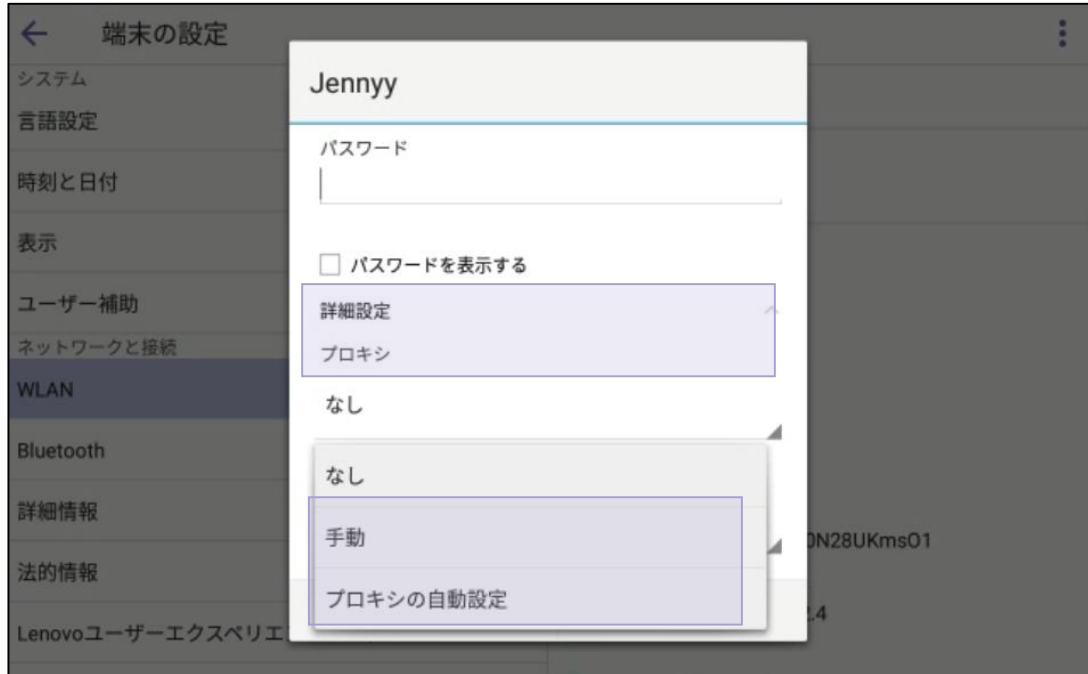 端末の設定
システム
言語設定
時刻と日付
表示
ユーザー補助
ネットワークと接続
WLAN
Bluetooth
詳細情報
法的情報
Lenovoユーザーエクスペリエ
Jennyy
パスワード
パスワードを表示する
詳細設定
プロキシ
なし
なし
手動
プロキシの自動設定
0N28UKmsO1
2.4